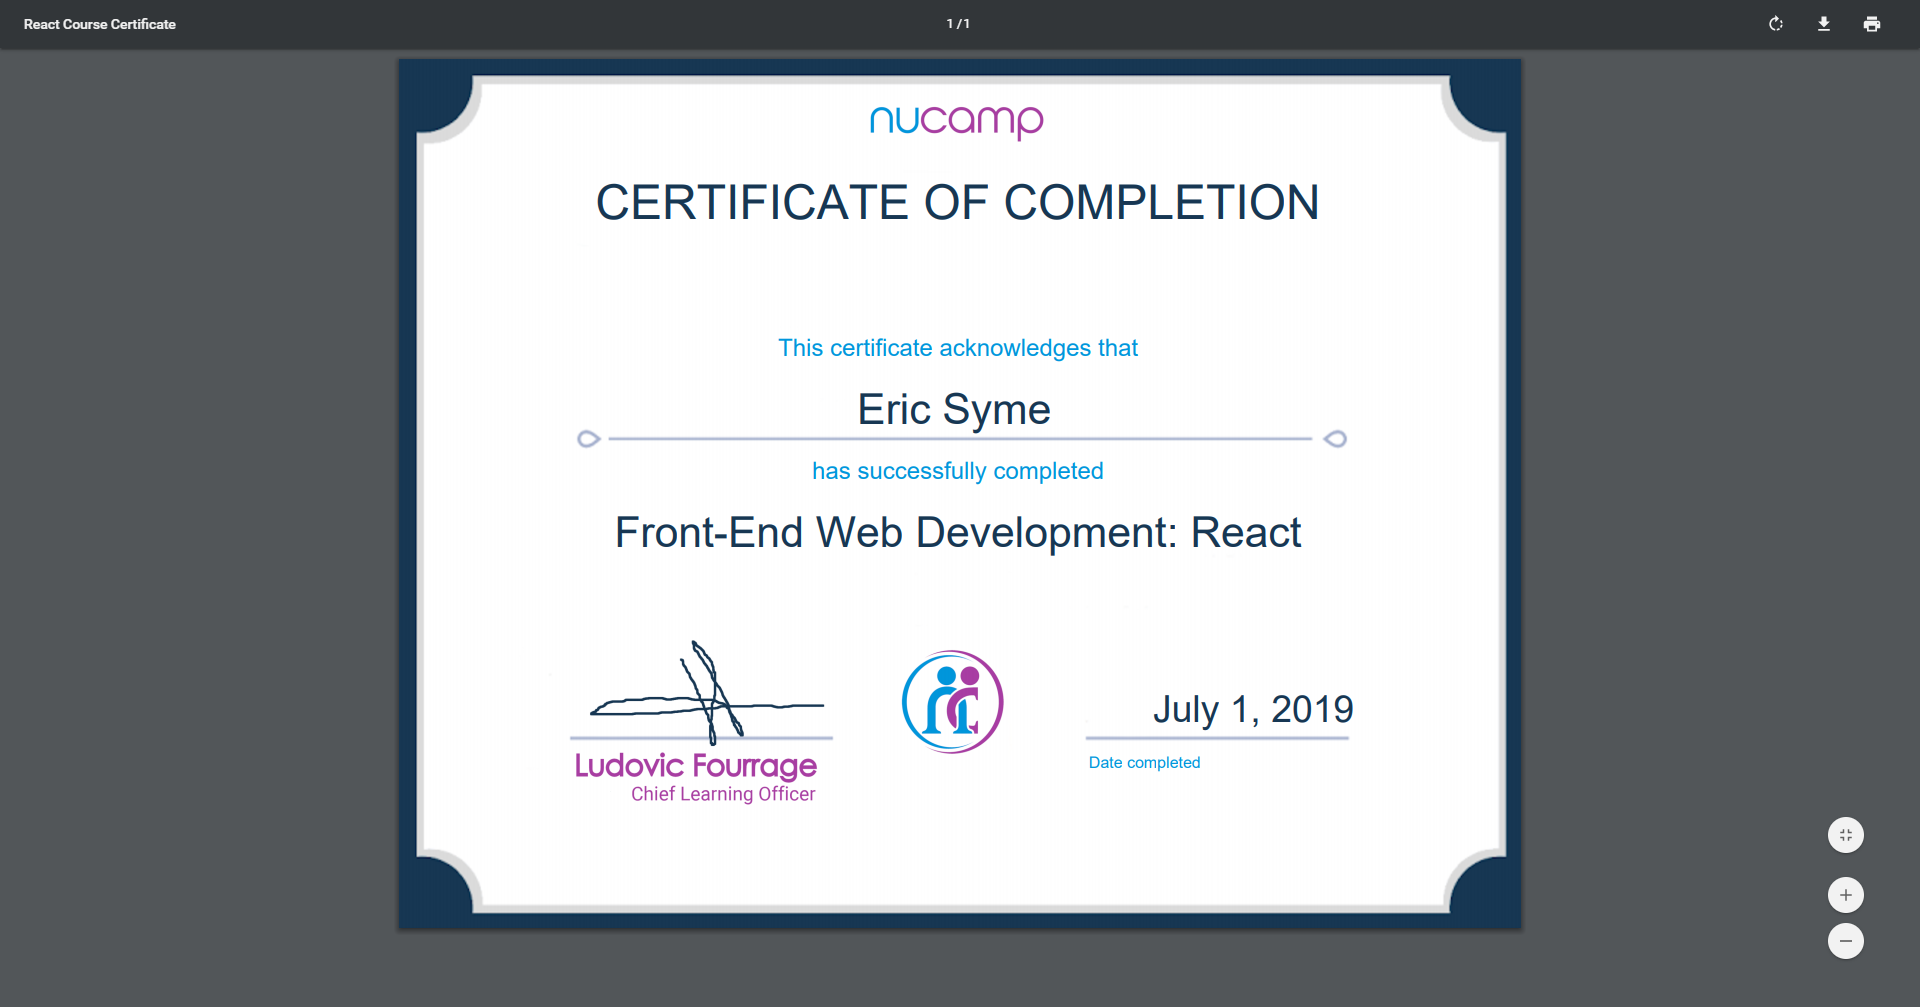 React Course Certificate
1 / 1
nucamp
CERTIFICATE OF COMPLETION
This certificate acknowledges that
Eric Syme
has successfully completed
Front-End Web Development: React
July 1, 2019
Ludovic Fourrage
Date completed
Chief Learning Officer